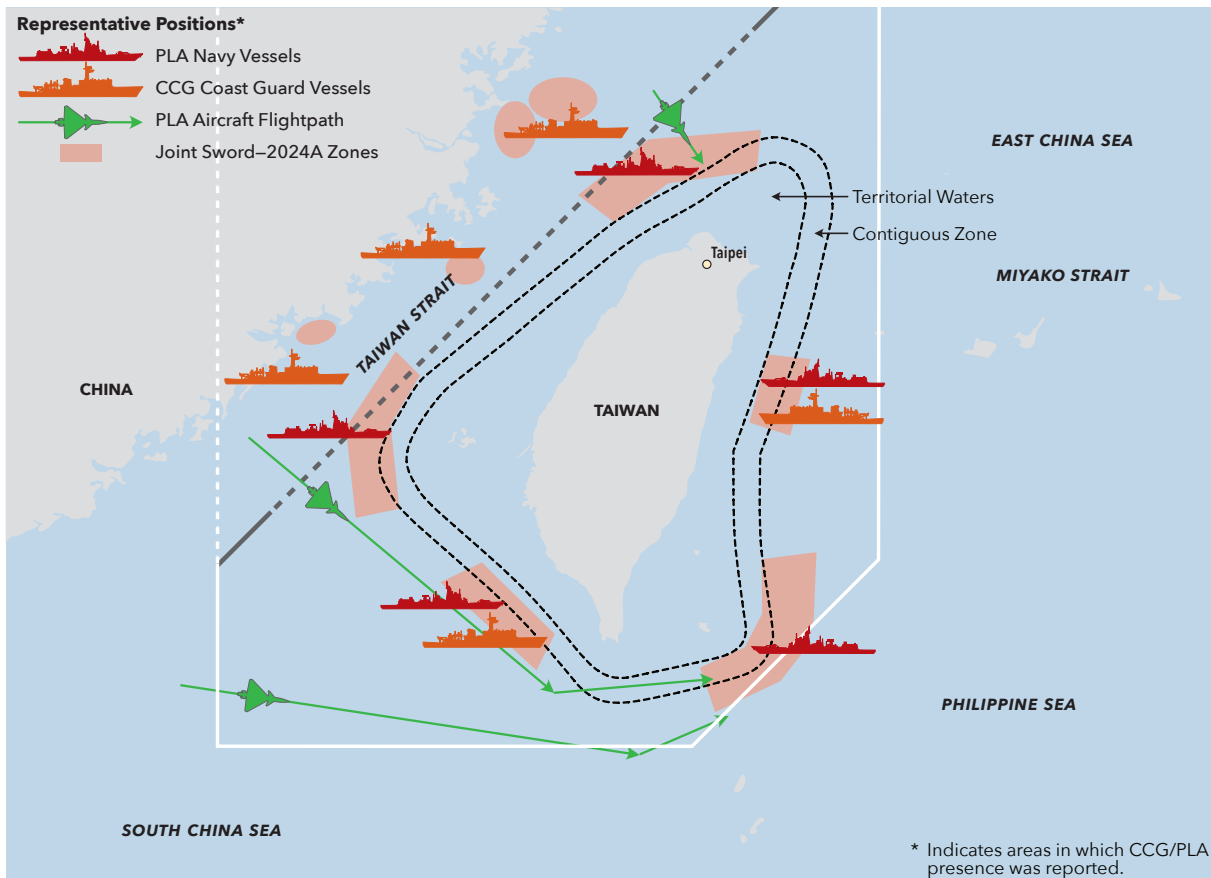 Representative Positions*
PLA Navy Vessels
CCG Coast Guard Vessels
PLA Aircraft Flightpath
Joint Sword–2024A Zones
EAST CHINA SEA
Territorial Waters
Contiguous Zone
Taipei
MIYAKO STRAIT
TAIWAN STRAIT
CHINA
TAIWAN
PHILIPPINE SEA
SOUTH CHINA SEA
* Indicates areas in which CCG/PLA
presence was reported.